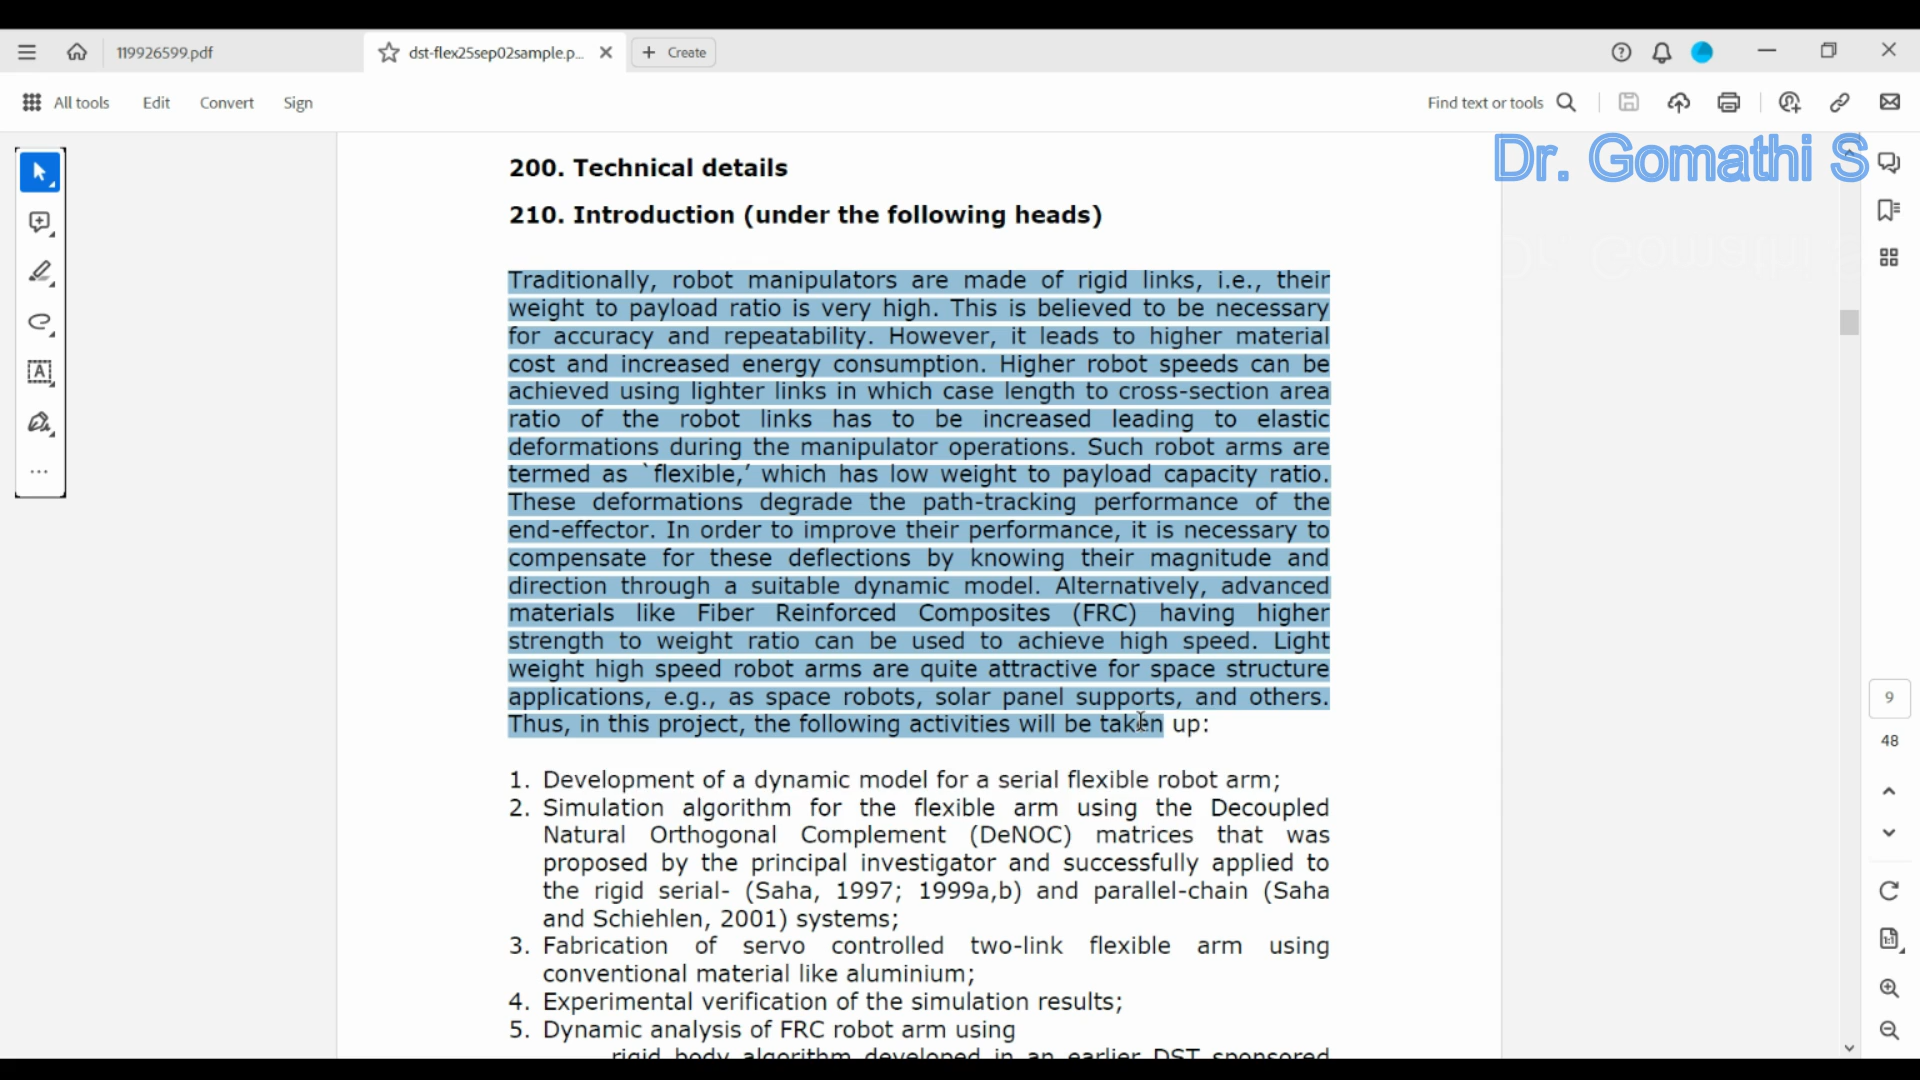 119926599.pdf
dst-flex25sep02sample.p...
Create
All tools
Edit
Convert
Sign
Find text or tools
Dr. Gomathi S
200. Technical details
210. Introduction (under the following heads)
Traditionally, robot manipulators are made of rigid links, i.e., their
weight to payload ratio is very high. This is believed to be necessary
for accuracy and repeatability. However, it leads to higher material
cost and increased energy consumption. Higher robot speeds can be
achieved using lighter links in which case length to cross-section area
ratio of the robot links has to be increased leading to elastic
deformations during the manipulator operations. Such robot arms are
termed as `flexible,’ which has low weight to payload capacity ratio.
These deformations degrade the path-tracking performance of the
end-effector. In order to improve their performance, it is necessary to
compensate for these deflections by knowing their magnitude and
direction through a suitable dynamic model. Alternatively, advanced
materials like Fiber Reinforced Composites (FRC) having higher
strength to weight ratio can be used to achieve high speed. Light
weight high speed robot arms are quite attractive for space structure
applications, e.g., as space robots, solar panel supports, and others.
Thus, in this project, the following activities will be taken up:
1. Development of a dynamic model for a serial flexible robot arm;
2. Simulation algorithm for the flexible arm using the Decoupled
Natural Orthogonal Complement (DeNOC) matrices that was
proposed by the principal investigator and successfully applied to
the rigid serial- (Saha, 1997; 1999a,b) and parallel-chain (Saha
and Schiehlen, 2001) systems;
3. Fabrication of servo controlled two-link flexible arm using
conventional material like aluminium;
4. Experimental verification of the simulation results;
5. Dynamic analysis of FRC robot arm using
rigid body algorithm developed in an earlier DST sponsored
9
48